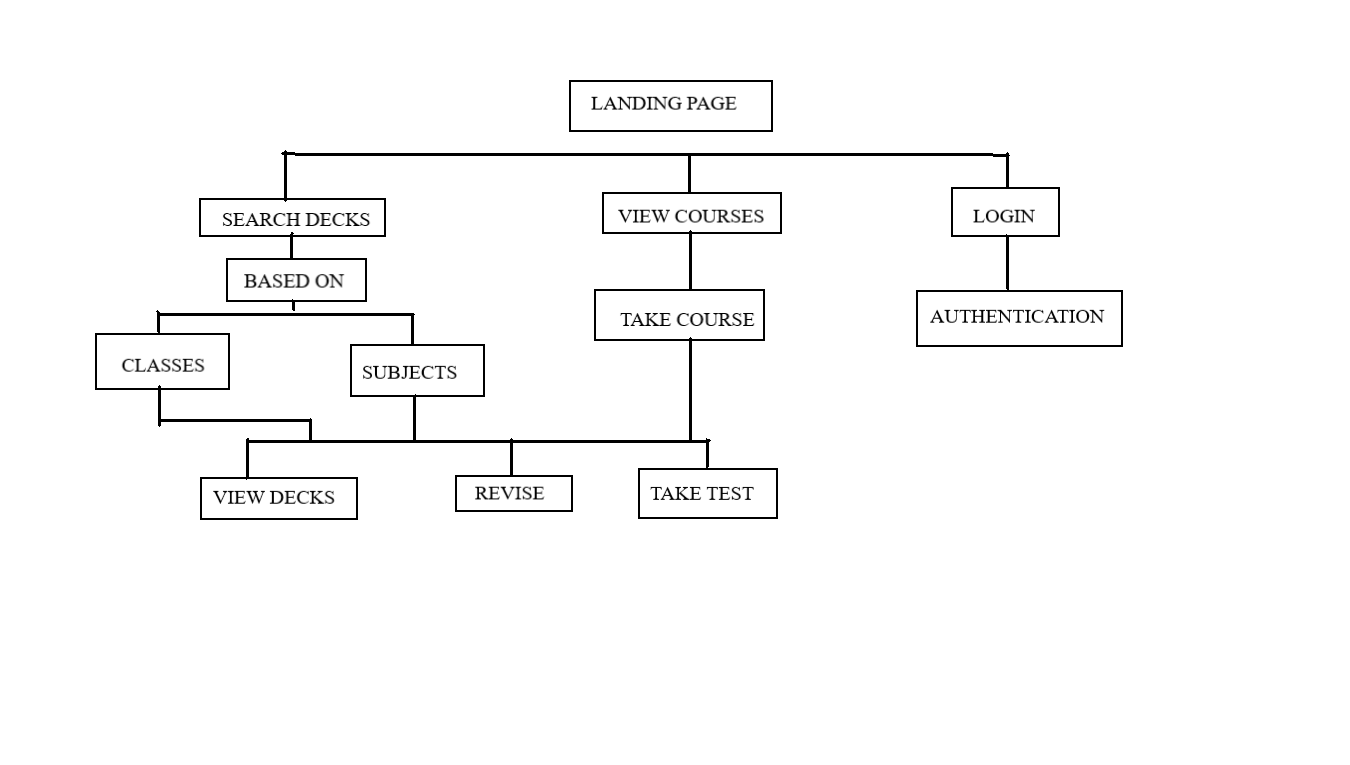 LANDING PAGE
SEARCH DECKS
VIEW COURSES
LOGIN
BASED ON
TAKE COURSE
AUTHENTICATION
CLASSES
SUBJECTS
VIEW DECKS
REVISE
TAKE TEST